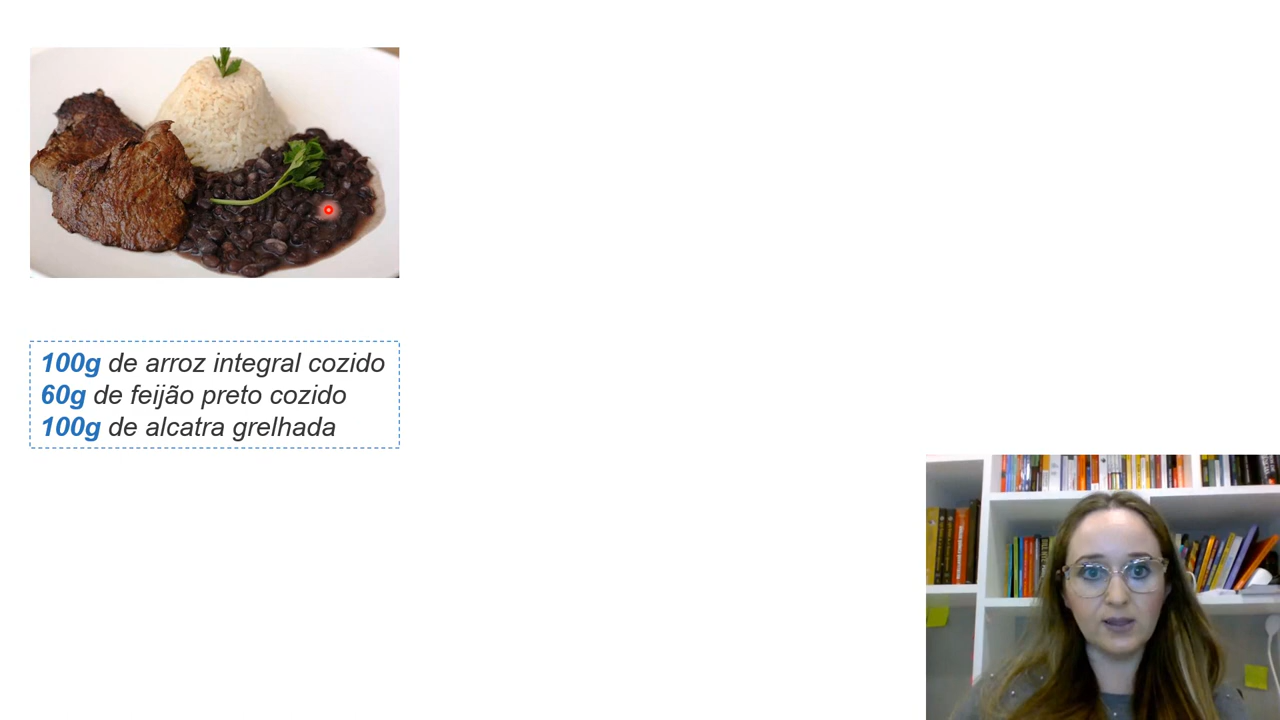 100g de arroz integral cozido
60g de feijão preto cozido
100g de alcatra grelhada